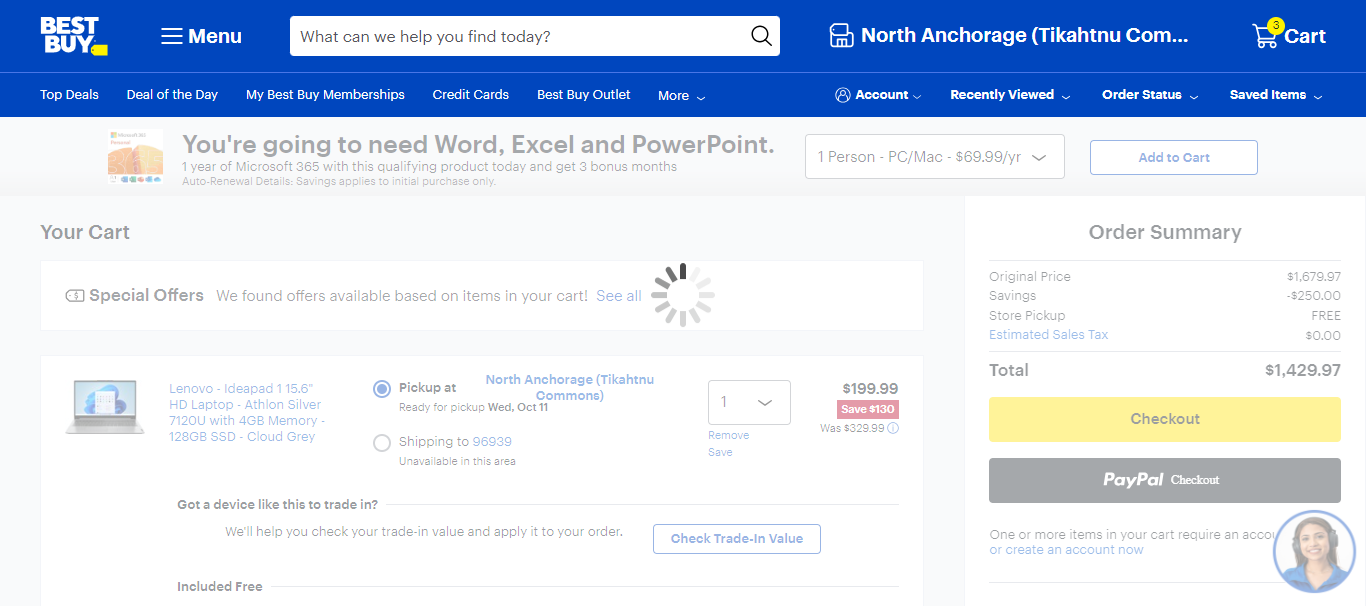 BEST BUY
Menu
What can we help you find today?
North Anchorage (Tikahtnu Com...
3
Cart
Top Deals
Deal of the Day
My Best Buy Memberships
Credit Cards
Best Buy Outlet
More
Account
Recently Viewed
Order Status
Saved Items
Microsoft 365
Personal
You're going to need Word, Excel and PowerPoint.
1 year of Microsoft 365 with this qualifying product today and get 3 bonus months
Auto-Renewal Details: Savings applies to initial purchase only.
1 Person - PC/Mac - $69.99/yr
Add to Cart
Your Cart
Special Offers We found offers available based on items in your cart! See all
Lenovo - Ideapad 1 15.6"
HD Laptop - Athlon Silver
7120U with 4GB Memory -
128GB SSD - Cloud Grey
Pickup at North Anchorage (Tikahtnu
Commons)
Ready for pickup Wed, Oct 11
Shipping to 96939
Unavailable in this area
1
Remove
Save
$199.99
Save $130
Was $329.99
Got a device like this to trade in?
We'll help you check your trade-in value and apply it to your order.
Check Trade-In Value
Included Free
Order Summary
Original Price $1,679.97
Savings -$250.00
Store Pickup FREE
Estimated Sales Tax $0.00
Total $1,429.97
Checkout
PayPal Checkout
One or more items in your cart require an accou
or create an account now